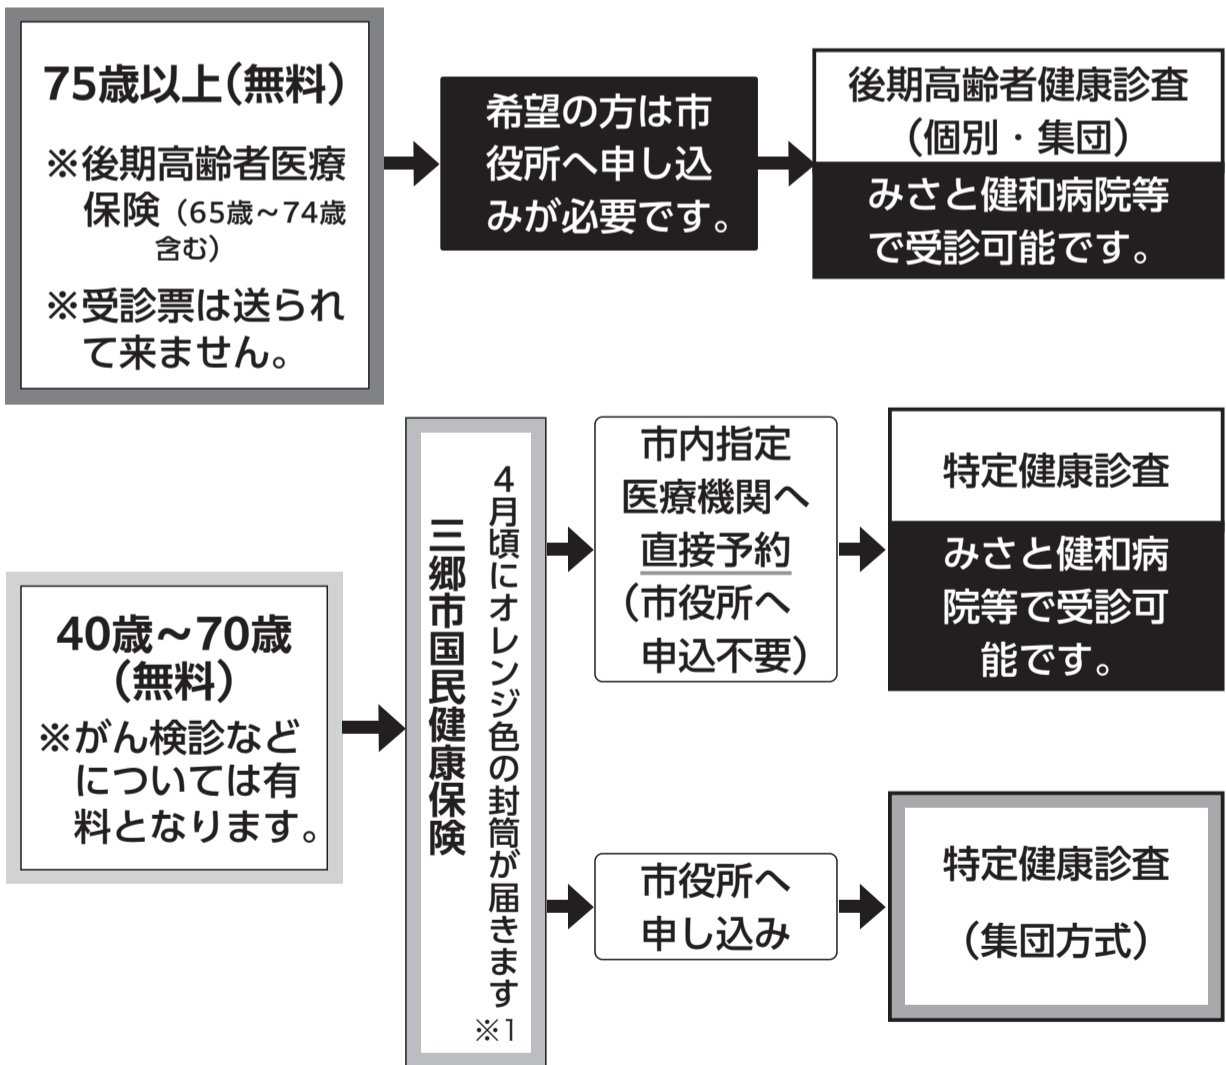 75歳以上(無料)
※後期高齢者医療
保険（65歳～74歳
含む）
※受診票は送られ
て来ません。
希望の方は市
役所へ申し込
みが必要です。
後期高齢者健康診査
（個別・集団）
みさと健和病院等
で受診可能です。
40歳～70歳
(無料)
※がん検診など
については有
料となります。
4月頃にオレンジ色の封筒が届きます※1
三郷市国民健康保険
市内指定
医療機関へ
直接予約
(市役所へ
申込不要)
特定健康診査
みさと健和病
院等で受診可
能です。
市役所へ
申し込み
特定健康診査
（集団方式）